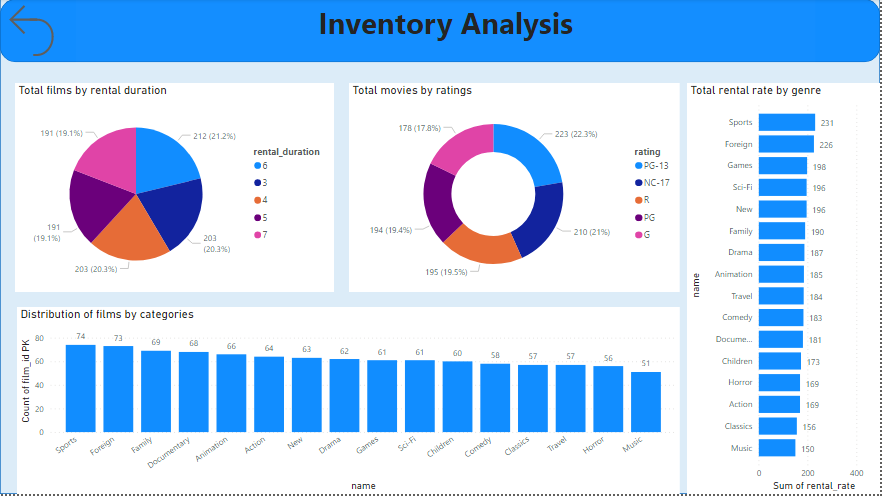 Inventory Analysis
Total films by rental duration
191 (19.1%)
212 (21.2%)
191
(19.1%)
203
(20.3%)
203 (20.3%)
rental_duration
6
3
4
5
7
Total movies by ratings
178 (17.8%)
223 (22.3%)
194 (19.4%)
210 (21%)
195 (19.5%)
rating
PG-13
NC-17
R
PG
G
Total rental rate by genre
name
Sports 231
Foreign 226
Games 198
Sci-Fi 196
New 196
Family 190
Drama 187
Animation 185
Travel 184
Comedy 183
Docume... 181
Children 173
Horror 169
Action 169
Classics 156
Music 150
0 200 400
Sum of rental_rate
Distribution of films by categories
Count of film_id PK
80
60
40
20
0
74 73 69 68 66 64 63 62 61 61 60 58 57 57 56 51
Sports Foreign Family Documentary Animation Action New Drama Games Sci-Fi Children Comedy Classics Travel Horror Music
name